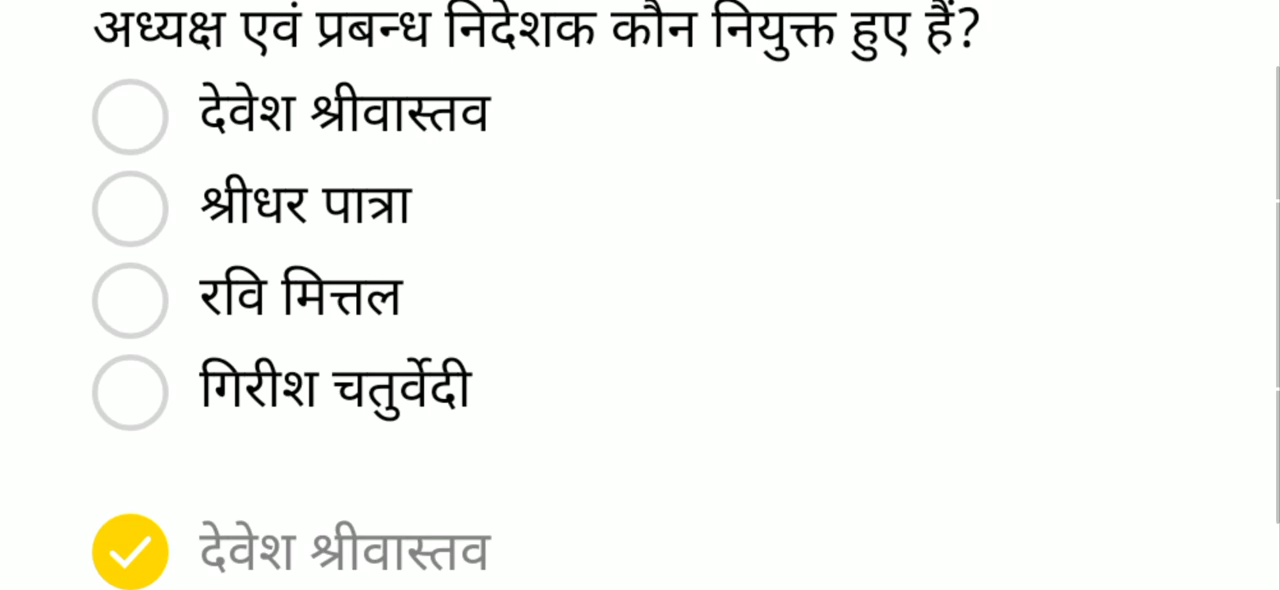 अध्यक्ष एवं प्रबन्ध निदेशक कौन नियुक्त हुए हैं?
देवेश श्रीवास्तव
श्रीधर पात्रा
रवि मित्तल
गिरीश चतुर्वेदी
देवेश श्रीवास्तव